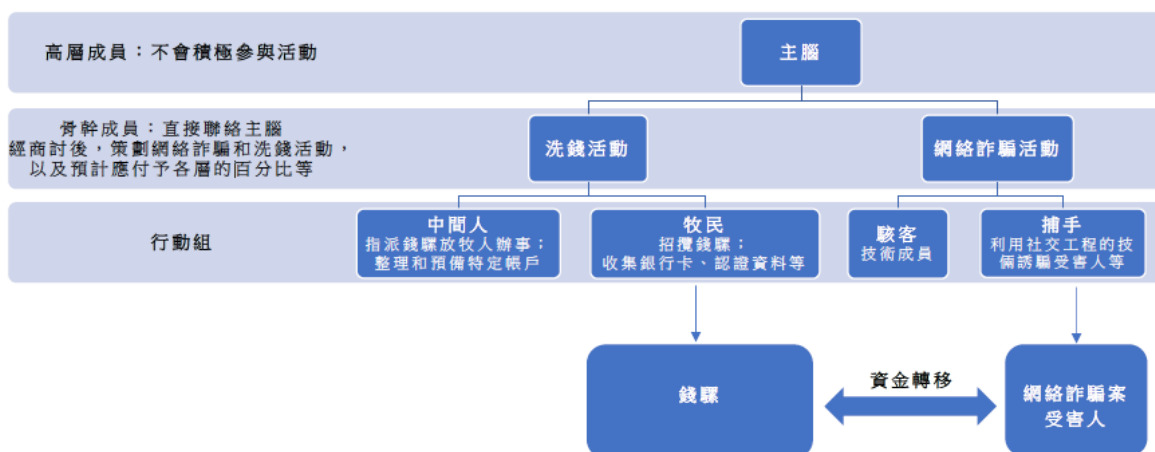 高層成員：不會積極參與活動
主腦
骨幹成員：直接聯絡主腦
經商討後，策劃網絡詐騙和洗錢活動，
以及預計應付予各層的百分比等
洗錢活動
網絡詐騙活動
行動組
中間人
指派錢騾放牧人辦事；
整理和預備特定帳戶
牧民
招攬錢騾；
收集銀行卡、認證資料等
駭客
技術成員
捕手
利用社交工程的技
倆誘騙受害人等
錢騾
資金轉移
網絡詐騙案
受害人